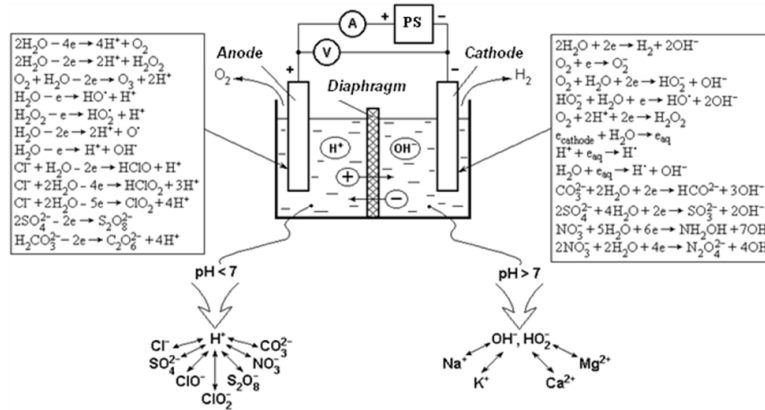 A
+
PS
−
V
Anode
Cathode
Diaphragm
+
−
O₂
H₂
H⁺
OH⁻
+
−
2H₂O − 4e → 4H⁺ + O₂
2H₂O − 2e → 2H⁺ + H₂O₂
O₂ + H₂O − 2e → O₃ + 2H⁺
H₂O − e → HO• + H⁺
H₂O₂ − e → HO₂• + H⁺
H₂O − 2e → 2H⁺ + O•
H₂O − e → H⁺ + OH•
Cl⁻ + H₂O − 2e → HClO + H⁺
Cl⁻ + 2H₂O − 4e → HClO₂ + 3H⁺
Cl⁻ + 2H₂O − 5e → ClO₂ + 4H⁺
2SO₄²⁻ − 2e → S₂O₈²⁻
H₂CO₃²⁻ − 2e → C₂O₆²⁻ + 4H⁺
2H₂O + 2e → H₂ + 2OH⁻
O₂ + e → O₂⁻
O₂ + H₂O + 2e → HO₂⁻ + OH⁻
HO₂⁻ + H₂O + e → HO• + 2OH⁻
O₂ + 2H⁺ + 2e → H₂O₂
e cathode + H₂O → e aq
H⁺ + e aq → H•
H₂O + e aq → H• + OH⁻
CO₃²⁻ + 2H₂O + 2e → HCO²⁻ + 3OH⁻
2SO₄²⁻ + 4H₂O + 2e → SO₃²⁻ + 2OH⁻
NO₃⁻ + 5H₂O + 6e → NH₂OH + 7OH
2NO₃⁻ + 2H₂O + 4e → N₂O₄²⁻ + 4OH
pH < 7
pH > 7
H⁺
Cl⁻
CO₃²⁻
SO₄²⁻
NO₃⁻
ClO⁻
S₂O₈⁻
ClO₂⁻
OH⁻, HO₂⁻
Na⁺
Mg²⁺
K⁺
Ca²⁺